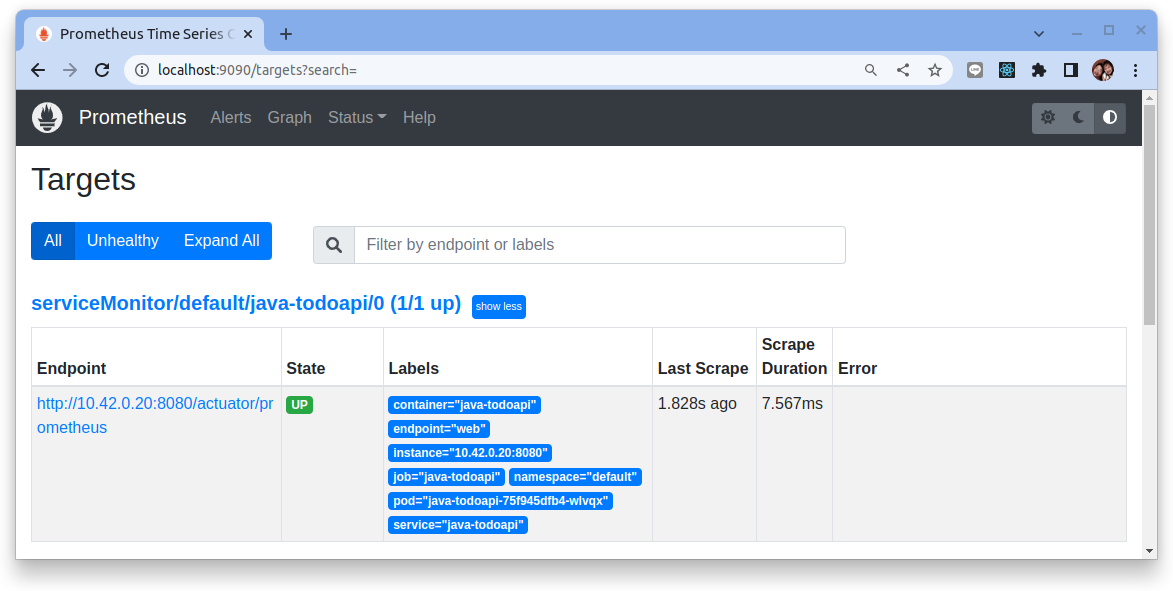 Prometheus Time Series C
localhost:9090/targets?search=
Prometheus Alerts Graph Status Help
Targets
All Unhealthy Expand All Filter by endpoint or labels
serviceMonitor/default/java-todoapi/0 (1/1 up) show less
Endpoint State Labels Last Scrape Scrape Duration Error
http://10.42.0.20:8080/actuator/pr
ometheus
UP
container="java-todoapi"
endpoint="web"
instance="10.42.0.20:8080"
job="java-todoapi" namespace="default"
pod="java-todoapi-75f945dfb4-wlvqx"
service="java-todoapi"
1.828s ago
7.567ms